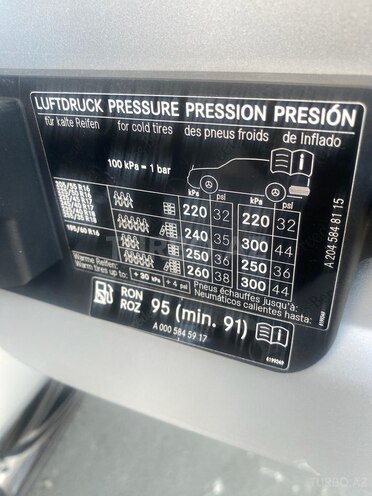 LUFTDRUCK PRESSURE PRESSION PRESIÓN
für kalte Reifen for cold tires des pneus froids de Inflado
100 kPa = 1 bar
kPa psi kPa psi
220 32 220 32
240 35 300 44
195/60 R16
250 36 250 36
260 38 300 44
Warme Reifen:
Warm tires up to: + 30 kPa + 4 psi
Pneus échauffés jusqu'à:
Neumáticos calientes hasta:
RON
ROZ 95 (min. 91)
A 000 584 59 17
A 204 584 81 15
TURBO.AZ